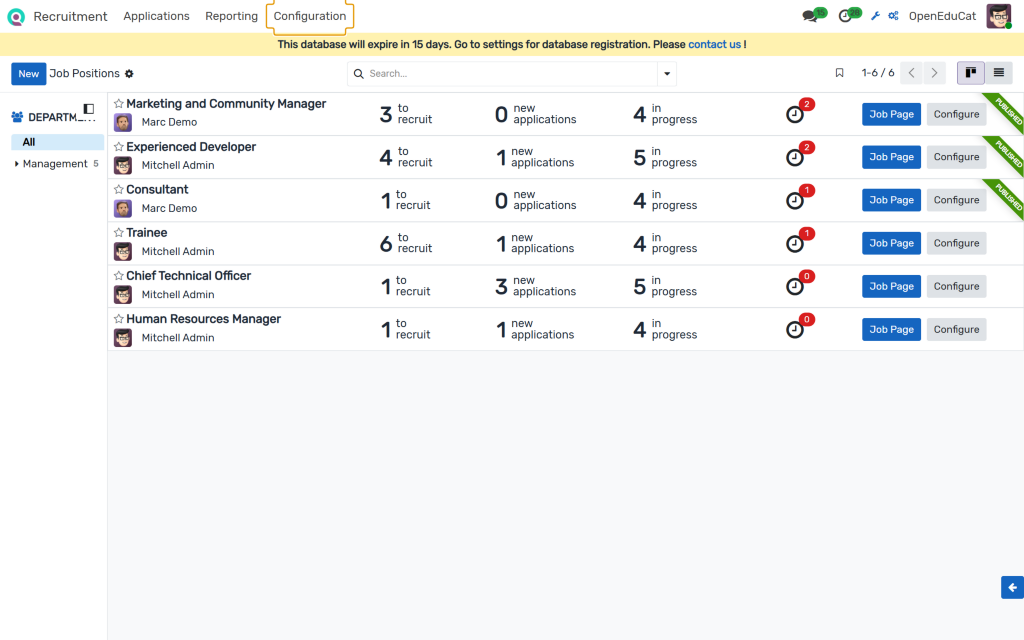 Recruitment Applications Reporting Configuration 15 28 OpenEduCat
This database will expire in 15 days. Go to settings for database registration. Please contact us !
New Job Positions Search... 1-6 / 6
DEPARTM...
All
Management 5
Marketing and Community Manager
Marc Demo
3 to recruit 0 new applications 4 in progress 2 Job Page Configure PUBLISHED
Experienced Developer
Mitchell Admin
4 to recruit 1 new applications 5 in progress 2 Job Page Configure PUBLISHED
Consultant
Marc Demo
1 to recruit 0 new applications 4 in progress 1 Job Page Configure PUBLISHED
Trainee
Mitchell Admin
6 to recruit 1 new applications 4 in progress 1 Job Page Configure
Chief Technical Officer
Mitchell Admin
1 to recruit 3 new applications 5 in progress 0 Job Page Configure
Human Resources Manager
Mitchell Admin
1 to recruit 1 new applications 4 in progress 0 Job Page Configure